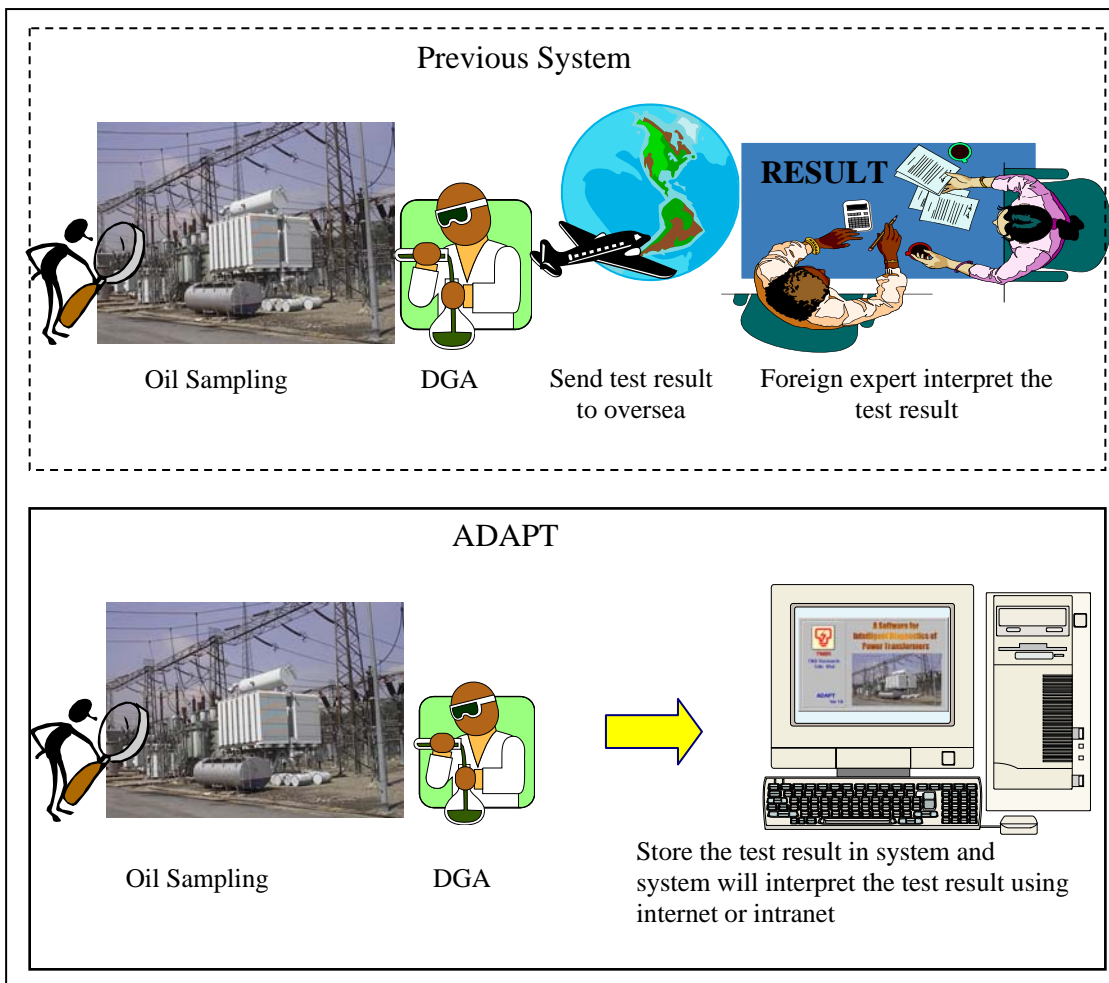 Previous System
RESULT
Oil Sampling
DGA
Send test result
to oversea
Foreign expert interpret the
test result
ADAPT
A Software for
Intelligent Diagnostics of
Power Transformers
ADAPT
Oil Sampling
DGA
Store the test result in system and
system will interpret the test result using
internet or intranet